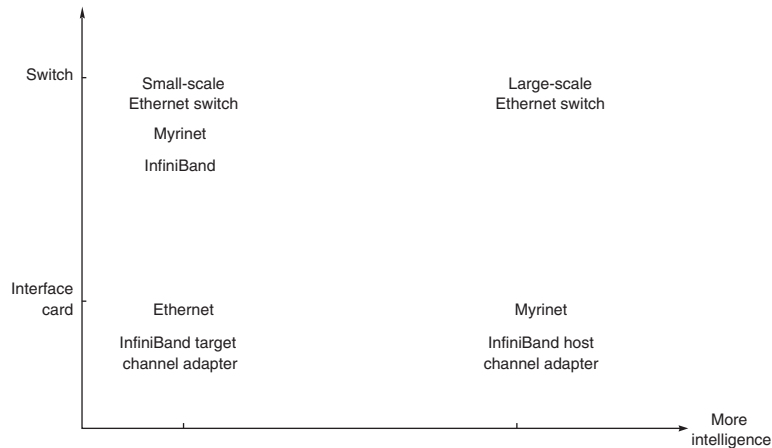 Switch
Small-scale
Ethernet switch
Myrinet
InfiniBand
Large-scale
Ethernet switch
Interface
card
Ethernet
InfiniBand target
channel adapter
Myrinet
InfiniBand host
channel adapter
More
intelligence